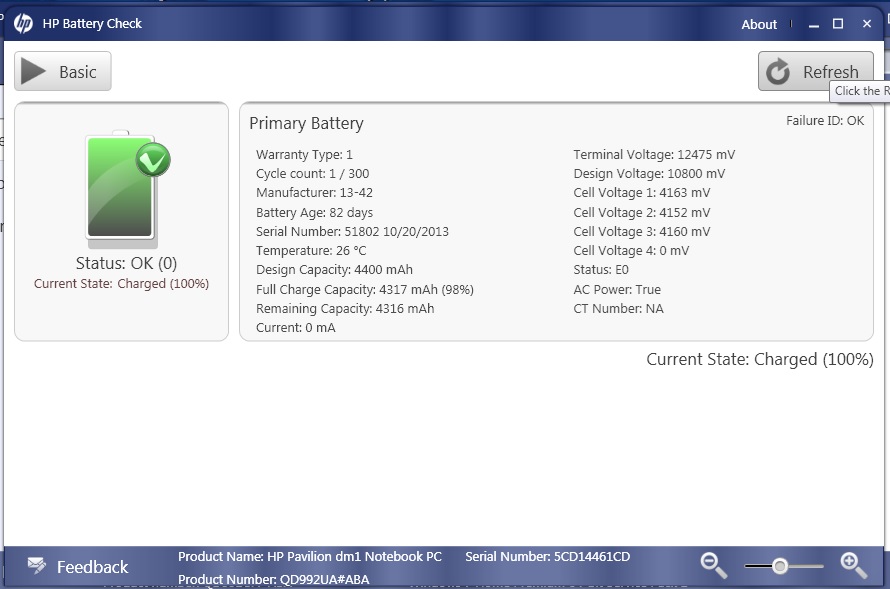 hp HP Battery Check
About
Basic
Refresh
Click the R
Primary Battery
Failure ID: OK
Warranty Type: 1
Cycle count: 1 / 300
Manufacturer: 13-42
Battery Age: 82 days
Serial Number: 51802 10/20/2013
Temperature: 26 °C
Design Capacity: 4400 mAh
Full Charge Capacity: 4317 mAh (98%)
Remaining Capacity: 4316 mAh
Current: 0 mA
Terminal Voltage: 12475 mV
Design Voltage: 10800 mV
Cell Voltage 1: 4163 mV
Cell Voltage 2: 4152 mV
Cell Voltage 3: 4160 mV
Cell Voltage 4: 0 mV
Status: E0
AC Power: True
CT Number: NA
Status: OK (0)
Current State: Charged (100%)
Current State: Charged (100%)
Feedback
Product Name: HP Pavilion dm1 Notebook PC
Serial Number: 5CD14461CD
Product Number: QD992UA#ABA